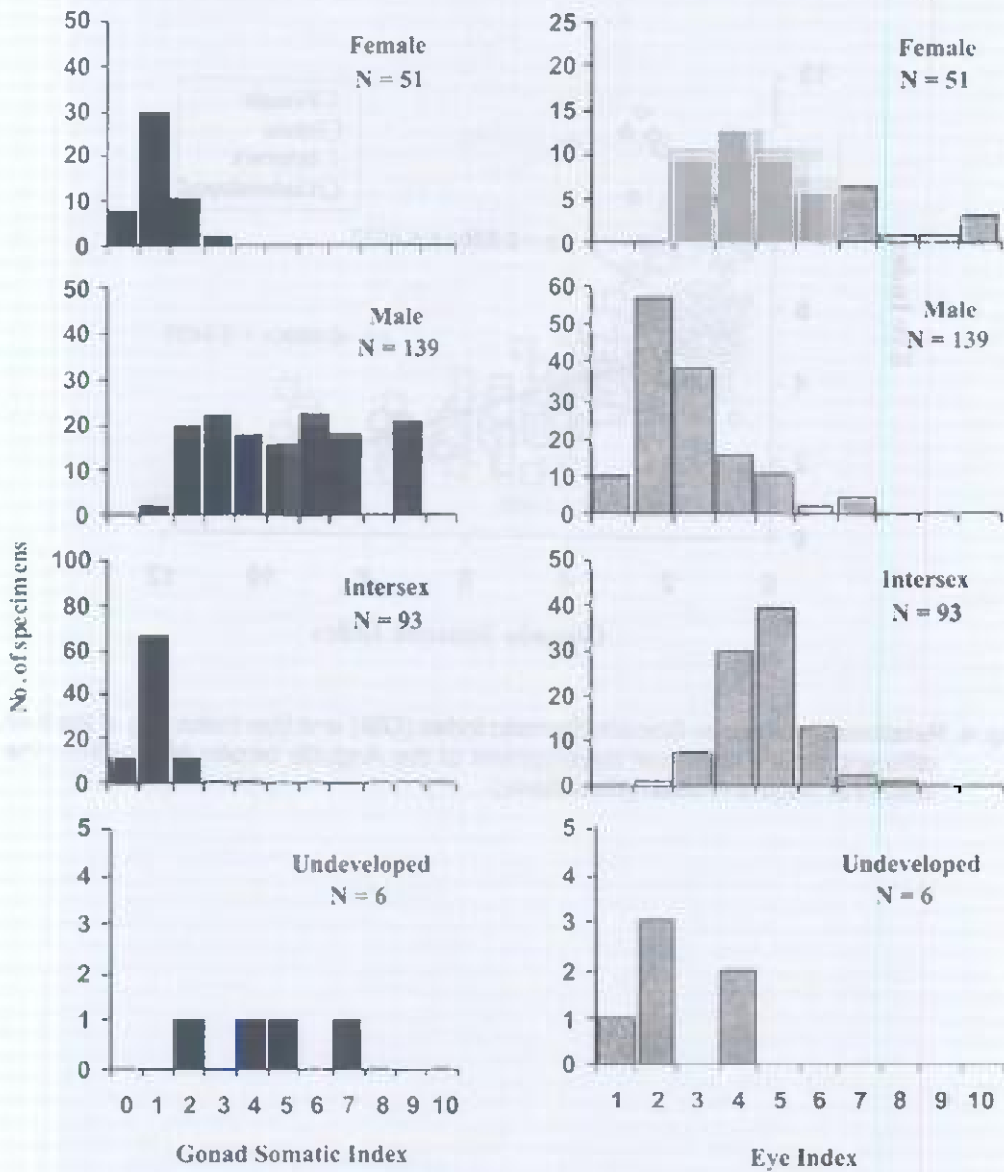 50
40
30
20
10
0
Female
N = 51
25
20
15
10
5
0
Female
N = 51
50
40
30
20
10
0
Male
N = 139
60
50
40
30
20
10
0
Male
N = 139
No. of specimens
100
80
60
40
20
0
Intersex
N = 93
50
40
30
20
10
0
Intersex
N = 93
5
4
3
2
1
0
Undeveloped
N = 6
0 1 2 3 4 5 6 7 8 9 10
Gonad Somatic Index
5
4
3
2
1
0
Undeveloped
N = 6
1 2 3 4 5 6 7 8 9 10
Eye Index